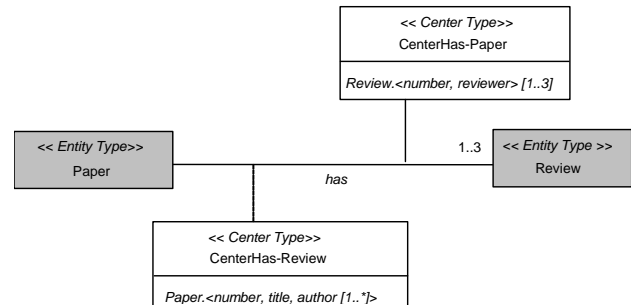 << Center Type>>
CenterHas-Paper
Review.<number, reviewer> [1..3]
<< Entity Type>>
Paper
1..3
<< Entity Type >>
Review
has
<< Center Type>>
CenterHas-Review
Paper.<number, title, author [1..*]>